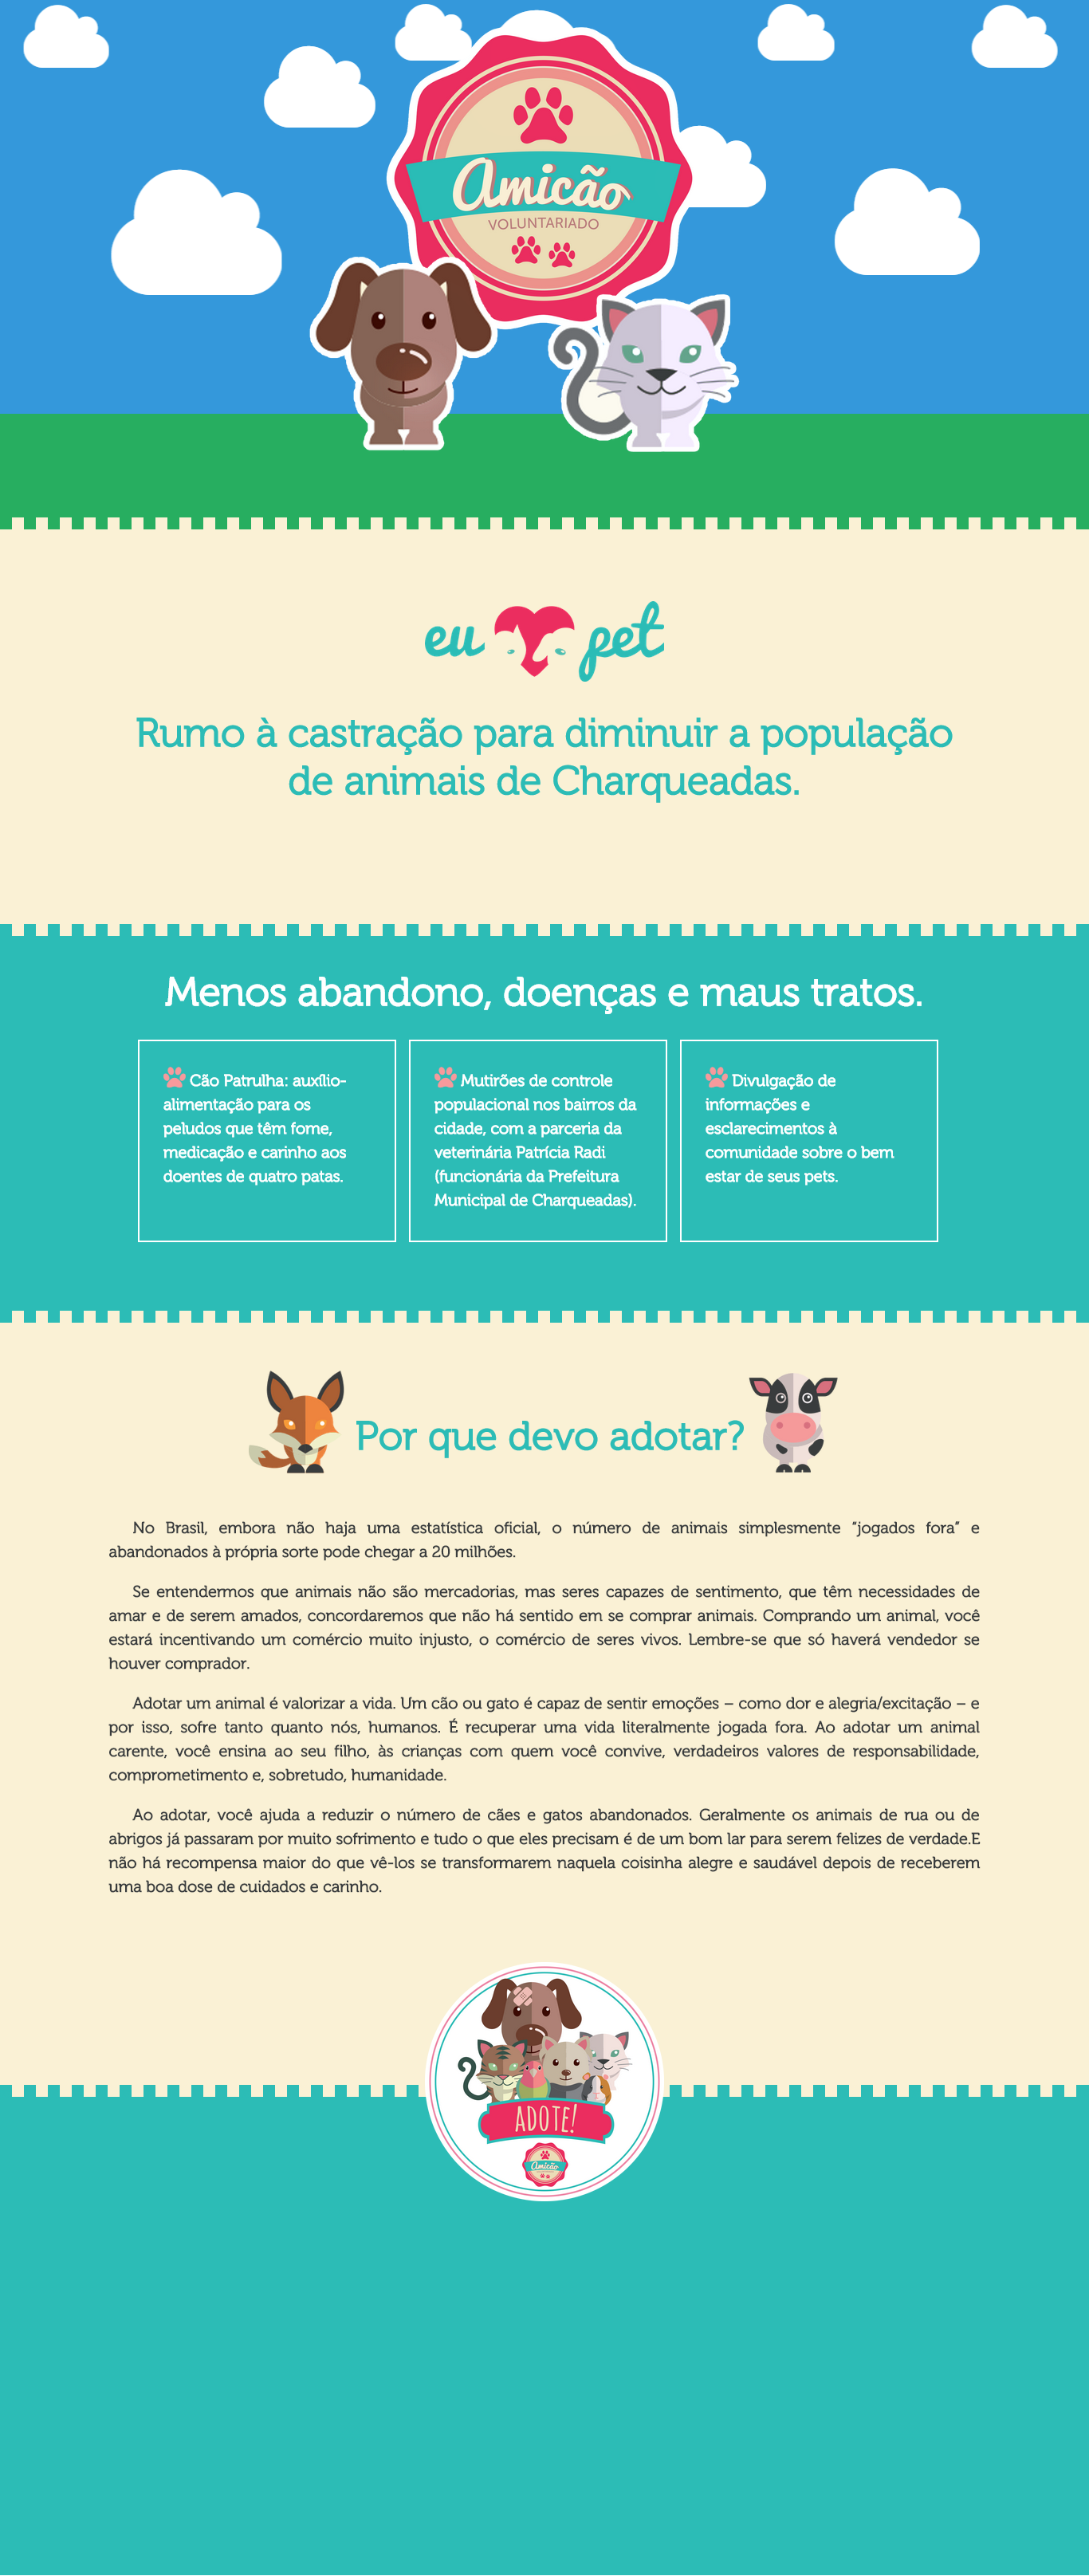 Amicão
VOLUNTARIADO
eu pet
Rumo à castração para diminuir a população
de animais de Charqueadas.
Menos abandono, doenças e maus tratos.
Cão Patrulha: auxílio-
alimentação para os
peludos que têm fome,
medicação e carinho aos
doentes de quatro patas.
Mutirões de controle
populacional nos bairros da
cidade, com a parceria da
veterinária Patrícia Radi
(funcionária da Prefeitura
Municipal de Charqueadas).
Divulgação de
informações e
esclarecimentos à
comunidade sobre o bem
estar de seus pets.
Por que devo adotar?
No Brasil, embora não haja uma estatística oficial, o número de animais simplesmente “jogados fora” e
abandonados à própria sorte pode chegar a 20 milhões.
Se entendermos que animais não são mercadorias, mas seres capazes de sentimento, que têm necessidades de
amar e de serem amados, concordaremos que não há sentido em se comprar animais. Comprando um animal, você
estará incentivando um comércio muito injusto, o comércio de seres vivos. Lembre-se que só haverá vendedor se
houver comprador.
Adotar um animal é valorizar a vida. Um cão ou gato é capaz de sentir emoções – como dor e alegria/excitação – e
por isso, sofre tanto quanto nós, humanos. É recuperar uma vida literalmente jogada fora. Ao adotar um animal
carente, você ensina ao seu filho, às crianças com quem você convive, verdadeiros valores de responsabilidade,
comprometimento e, sobretudo, humanidade.
Ao adotar, você ajuda a reduzir o número de cães e gatos abandonados. Geralmente os animais de rua ou de
abrigos já passaram por muito sofrimento e tudo o que eles precisam é de um bom lar para serem felizes de verdade.E
não há recompensa maior do que vê-los se transformarem naquela coisinha alegre e saudável depois de receberem
uma boa dose de cuidados e carinho.
ADOTE!
Amicão